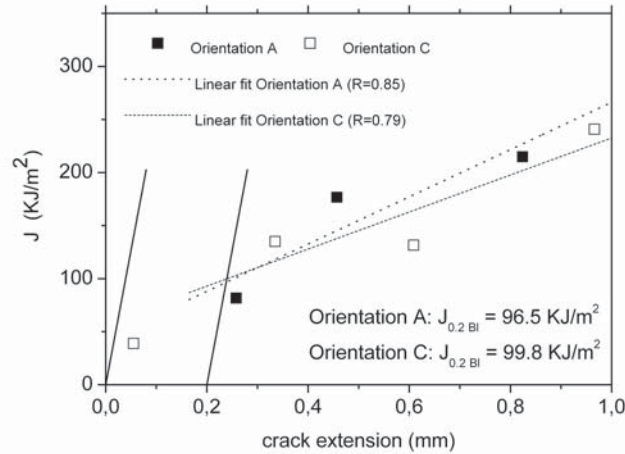 Orientation A Orientation C
Linear fit Orientation A (R=0.85)
Linear fit Orientation C (R=0.79)
300
200
100
0
J (KJ/m²)
Orientation A: J0.2 Bl = 96.5 KJ/m²
Orientation C: J0.2 Bl = 99.8 KJ/m²
0,0 0,2 0,4 0,6 0,8 1,0
crack extension (mm)